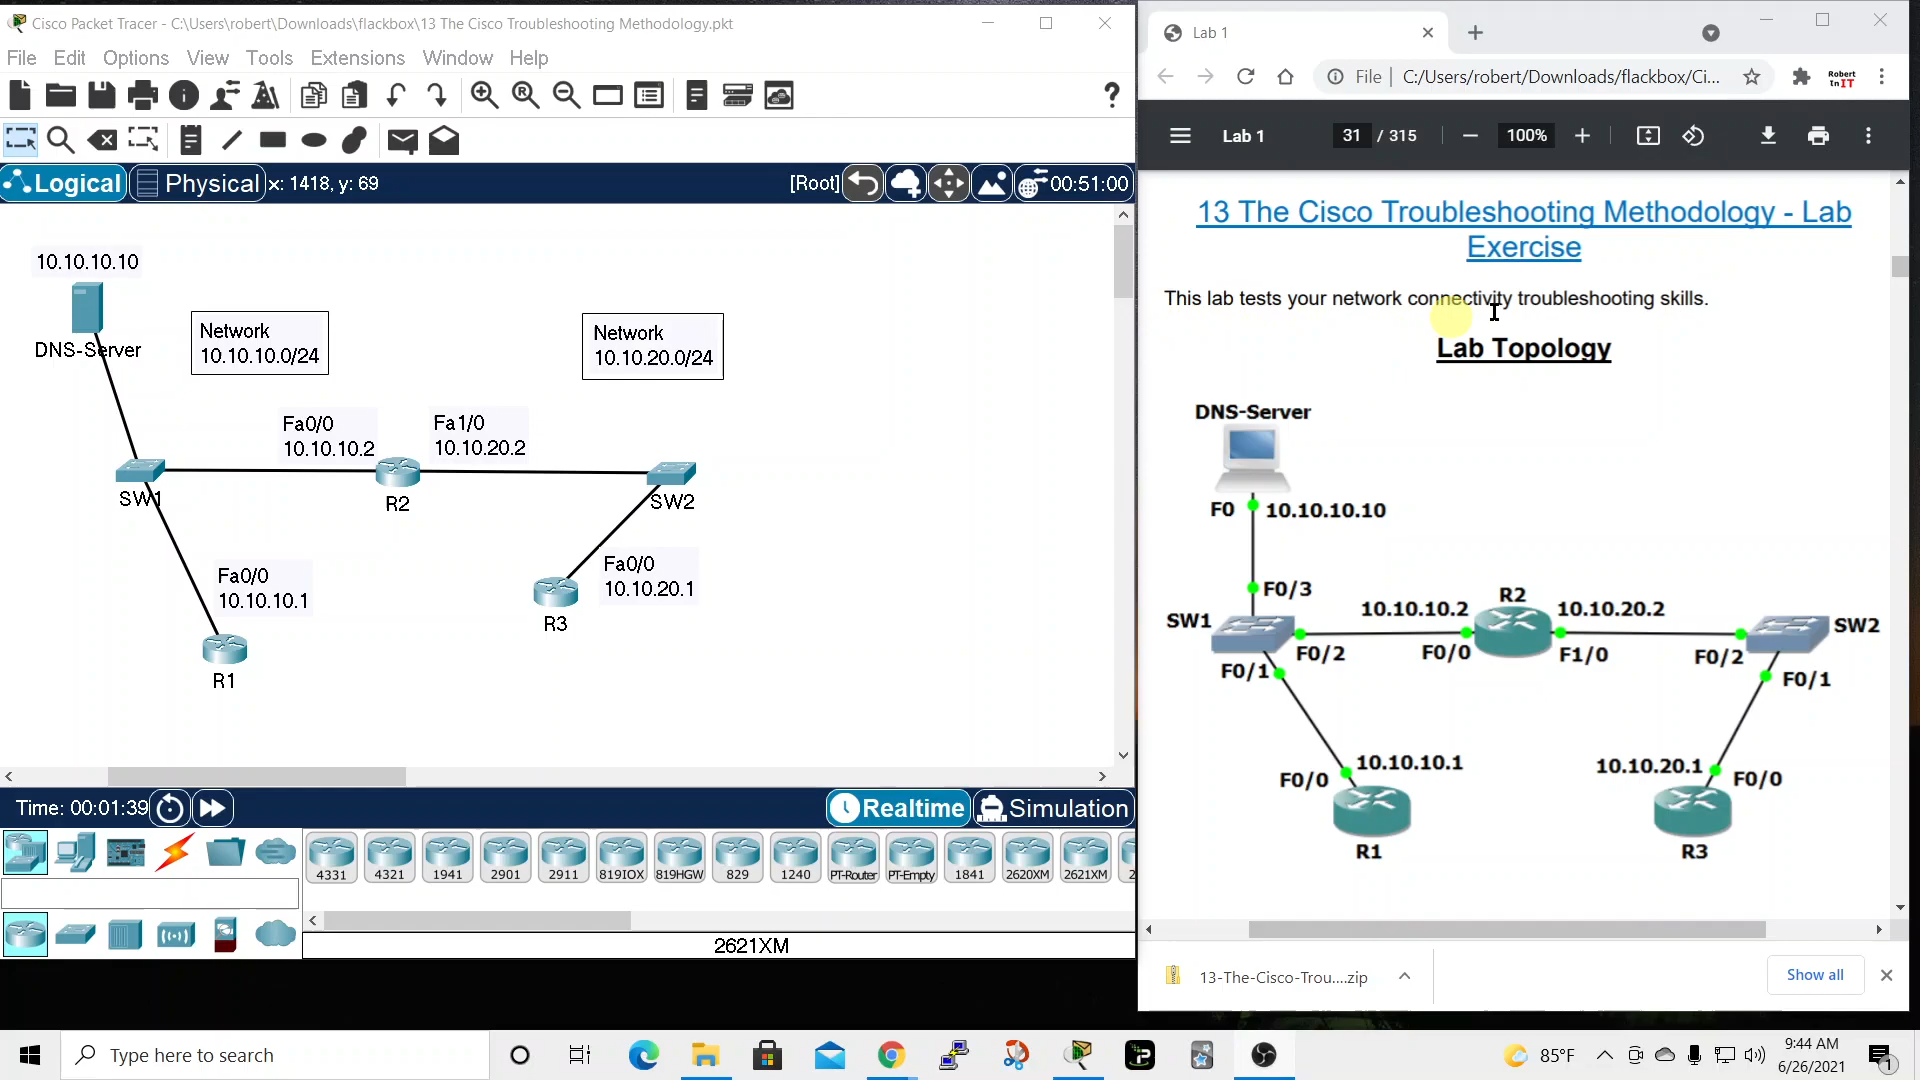 Cisco Packet Tracer - C:\Users\robert\Downloads\flackbox\13 The Cisco Troubleshooting Methodology.pkt
File Edit Options View Tools Extensions Window Help
Logical
Physical
x: 1418, y: 69
[Root]
00:51:00
10.10.10.10
DNS-Server
Network
10.10.10.0/24
Network
10.10.20.0/24
Fa0/0
10.10.10.2
Fa1/0
10.10.20.2
SW1
R2
SW2
Fa0/0
10.10.10.1
Fa0/0
10.10.20.1
R3
R1
Time: 00:01:39
Realtime
Simulation
4331 4321 1941 2901 2911 819IOX 819HGW 829 1240 PT-Router PT-Empty 1841 2620XM 2621XM 2
2621XM
Lab 1
File | C:/Users/robert/Downloads/flackbox/Ci...
Robert
In IT
Lab 1
31 / 315
100%
13 The Cisco Troubleshooting Methodology - Lab
Exercise
This lab tests your network connectivity troubleshooting skills.
Lab Topology
DNS-Server
F0
10.10.10.10
F0/3
SW1
10.10.10.2
R2
10.10.20.2
SW2
F0/1
F0/2
F0/0
F1/0
F0/2
F0/1
F0/0
10.10.10.1
10.10.20.1
F0/0
R1
R3
13-The-Cisco-Trou....zip
Show all
Type here to search
85°F
9:44 AM
6/26/2021
1